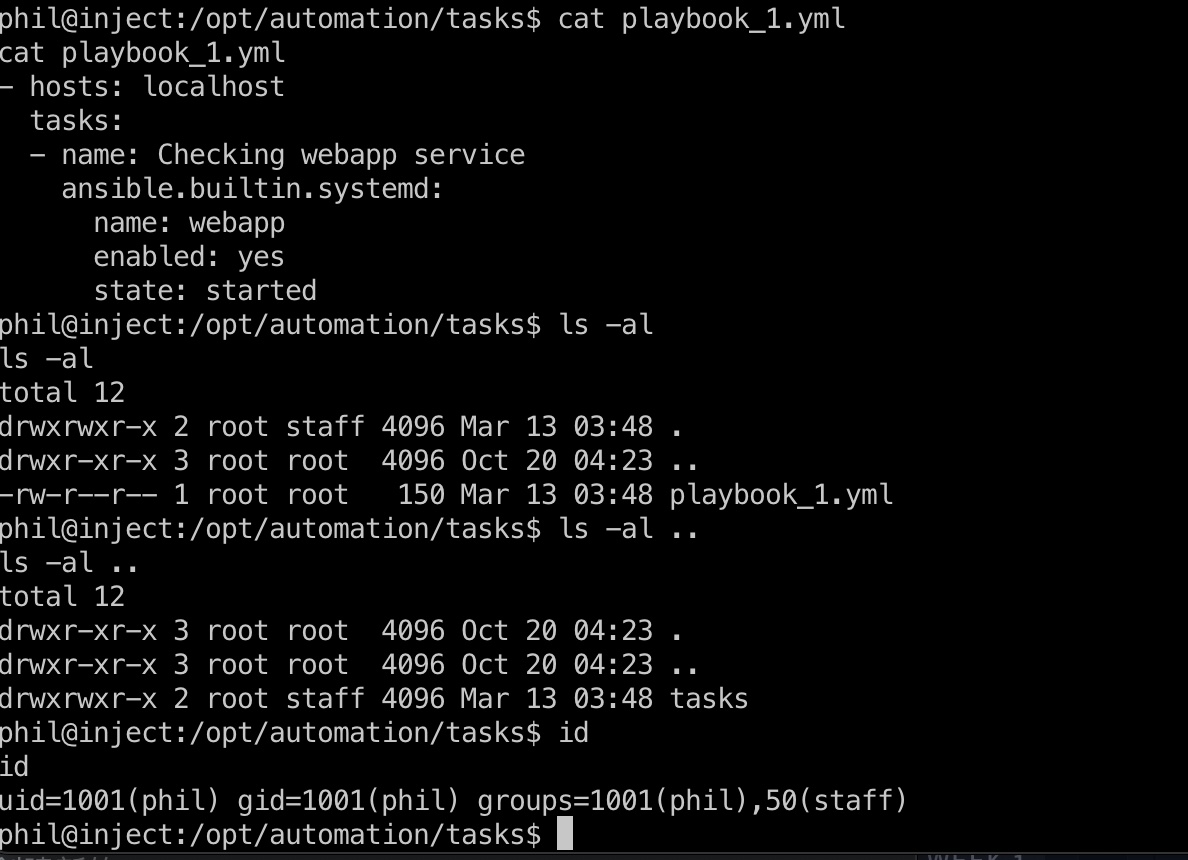 phil@inject:/opt/automation/tasks$ cat playbook_1.yml
cat playbook_1.yml
- hosts: localhost
  tasks:
  - name: Checking webapp service
    ansible.builtin.systemd:
      name: webapp
      enabled: yes
      state: started
phil@inject:/opt/automation/tasks$ ls -al
ls -al
total 12
drwxrwxr-x 2 root staff 4096 Mar 13 03:48 .
drwxr-xr-x 3 root root  4096 Oct 20 04:23 ..
-rw-r--r-- 1 root root   150 Mar 13 03:48 playbook_1.yml
phil@inject:/opt/automation/tasks$ ls -al ..
ls -al ..
total 12
drwxr-xr-x 3 root root  4096 Oct 20 04:23 .
drwxr-xr-x 3 root root  4096 Oct 20 04:23 ..
drwxrwxr-x 2 root staff 4096 Mar 13 03:48 tasks
phil@inject:/opt/automation/tasks$ id
id
uid=1001(phil) gid=1001(phil) groups=1001(phil),50(staff)
phil@inject:/opt/automation/tasks$